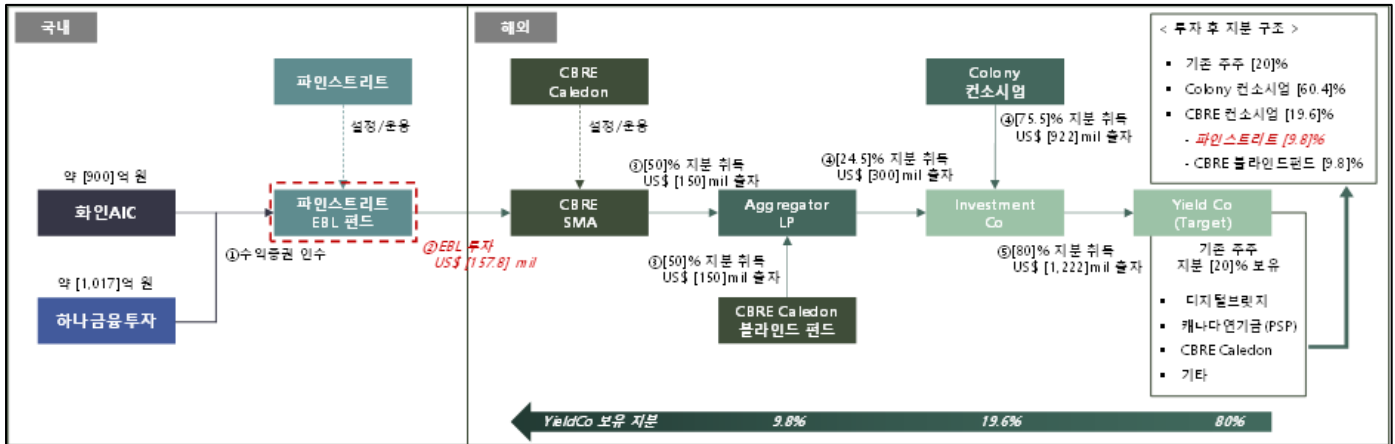 국내
해외
파인스트리트
설정/운용
약 [900]억 원
화인AIC
파인스트리트
EBL 펀드
①수익증권 인수
약 [1,017]억 원
하나금융투자
②EBL 투자
US$ [157.8] mil
CBRE
Caledon
설정/운용
CBRE
SMA
③[50]% 지분 취득
US$ [150]mil 출자
Aggregator
LP
③[50]% 지분 취득
US$ [150]mil 출자
CBRE Caledon
블라인드 펀드
④[24.5]% 지분 취득
US$ [300]mil 출자
Colony
컨소시엄
④[75.5]% 지분 취득
US$ [922]mil 출자
Investment
Co
⑤[80]% 지분 취득
US$ [1,222]mil 출자
Yield Co
(Target)
기존 주주
지분 [20]% 보유
▪ 디지털브릿지
▪ 캐나다연기금(PSP)
▪ CBRE Caledon
▪ 기타
< 투자 후 지분 구조 >
▪ 기존 주주 [20]%
▪ Colony 컨소시엄 [60.4]%
▪ CBRE 컨소시엄 [19.6]%
- 파인스트리트 [9.8]%
- CBRE 블라인드펀드 [9.8]%
YieldCo 보유 지분 9.8% 19.6% 80%